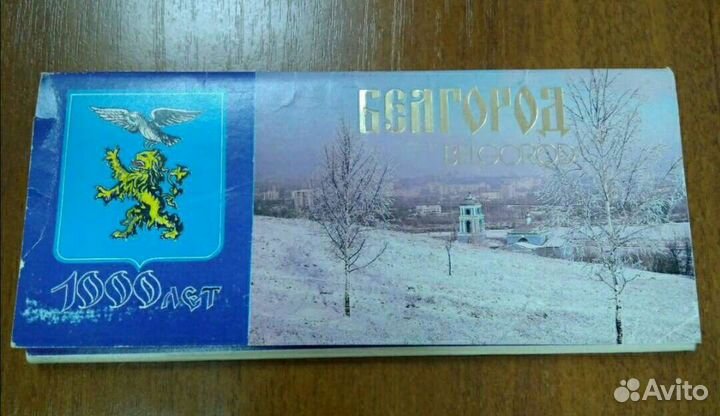 БЕЛГОРОД
BELGOROD
1000 лет
Avito